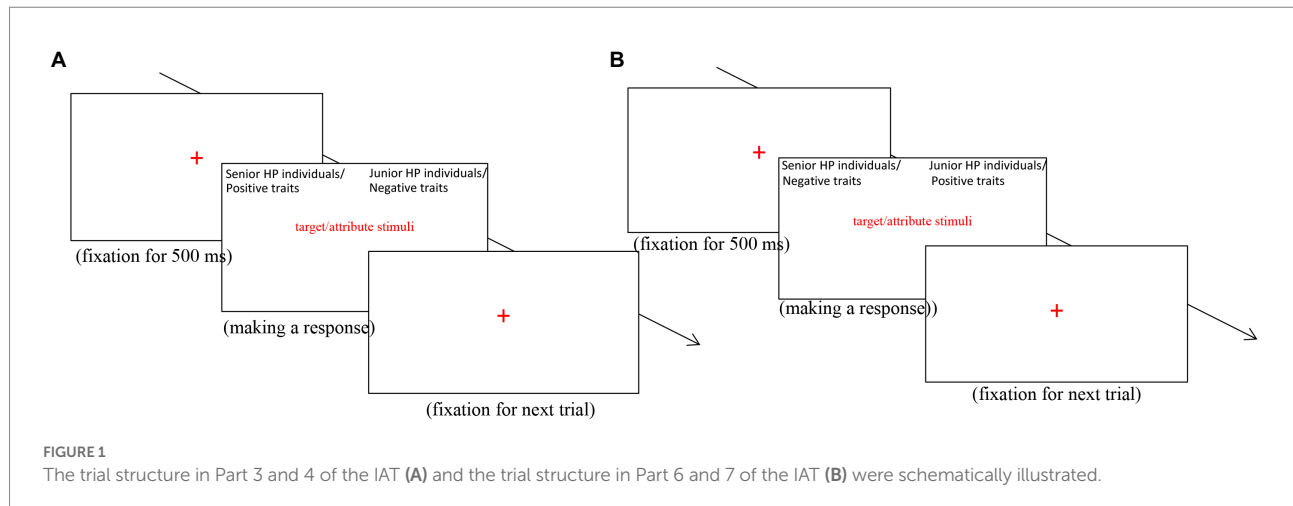 A
Senior HP individuals/
Positive traits
Junior HP individuals/
Negative traits
target/attribute stimuli
(fixation for 500 ms)
(making a response)
(fixation for next trial)
B
Senior HP individuals/
Negative traits
Junior HP individuals/
Positive traits
target/attribute stimuli
(fixation for 500 ms)
(making a response))
(fixation for next trial)
FIGURE 1
The trial structure in Part 3 and 4 of the IAT (A) and the trial structure in Part 6 and 7 of the IAT (B) were schematically illustrated.